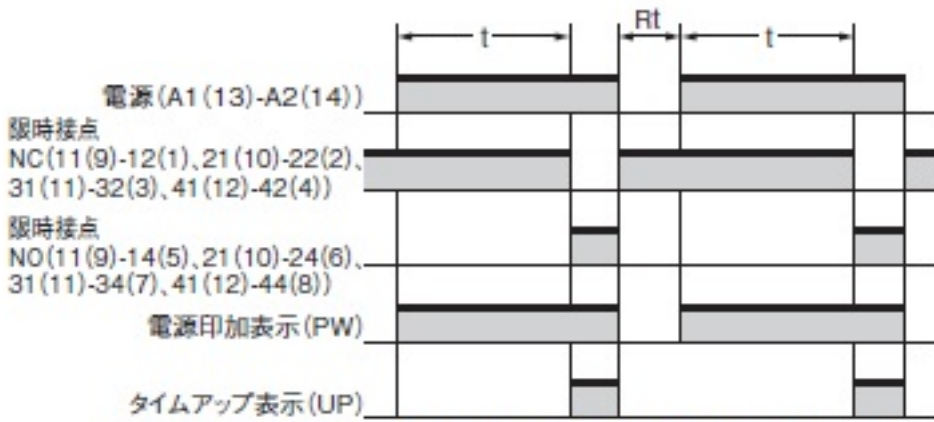 t
Rt
t
電源(A1(13)-A2(14))
限時接点
NC(11(9)-12(1)、21(10)-22(2)、
31(11)-32(3)、41(12)-42(4))
限時接点
NO(11(9)-14(5)、21(10)-24(6)、
31(11)-34(7)、41(12)-44(8))
電源印加表示(PW)
タイムアップ表示(UP)